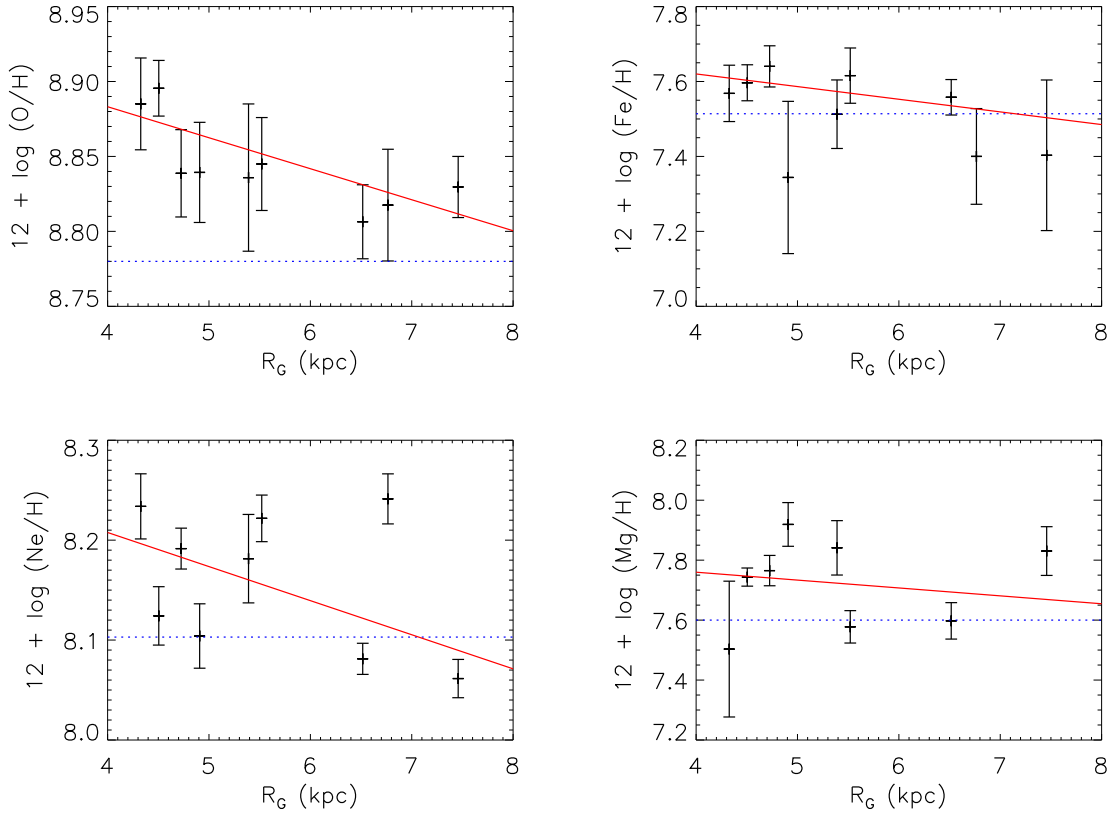 12 + log (O/H)
8.95
8.90
8.85
8.80
8.75
4 5 6 7 8
R_G (kpc)
12 + log (Fe/H)
7.8
7.6
7.4
7.2
7.0
4 5 6 7 8
R_G (kpc)
12 + log (Ne/H)
8.3
8.2
8.1
8.0
4 5 6 7 8
R_G (kpc)
12 + log (Mg/H)
8.2
8.0
7.8
7.6
7.4
7.2
4 5 6 7 8
R_G (kpc)